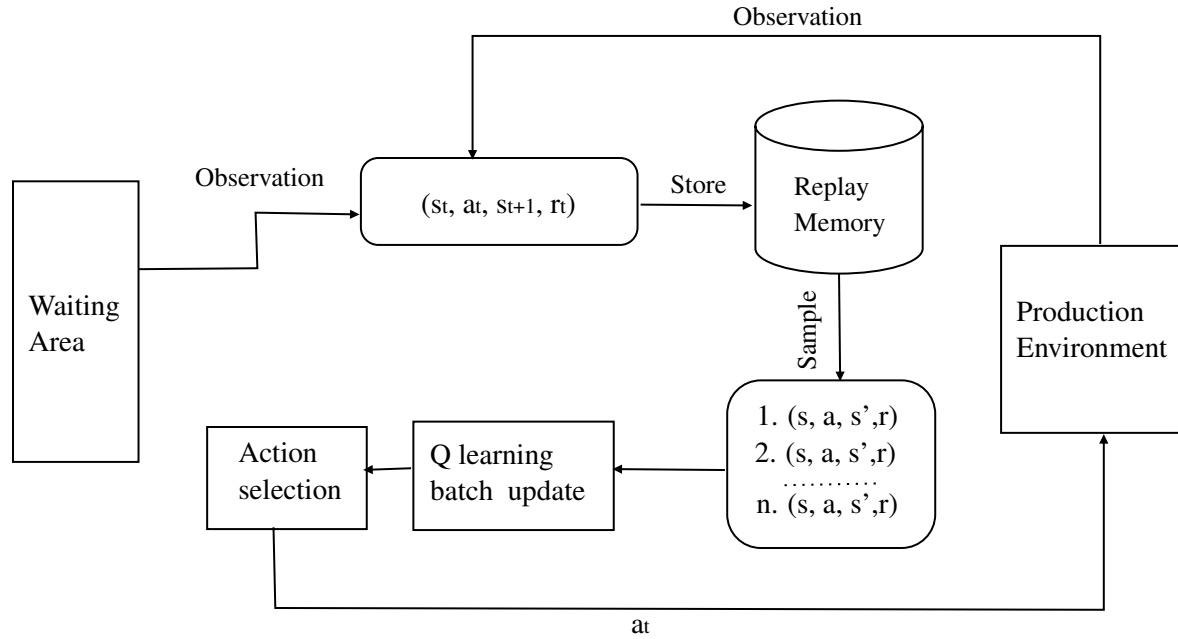 Observation
Observation
(st, at, st+1, rt)
Store
Replay
Memory
Waiting
Area
Sample
Production
Environment
1. (s, a, s',r)
2. (s, a, s',r)
...........
n. (s, a, s',r)
Q learning
batch update
Action
selection
at